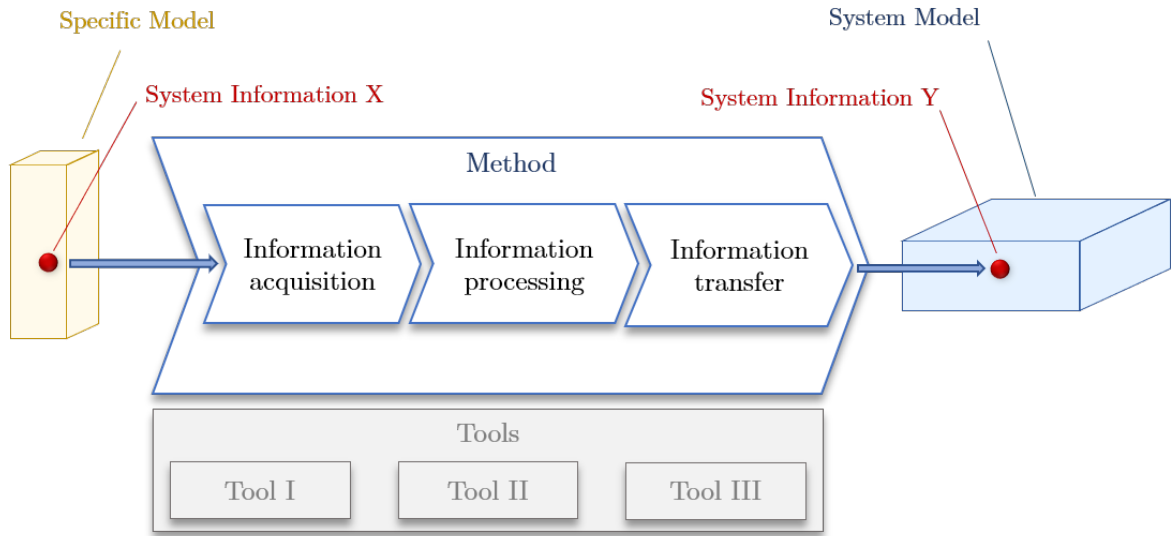 Specific Model
System Model
System Information X
System Information Y
Method
Information
acquisition
Information
processing
Information
transfer
Tools
Tool I
Tool II
Tool III